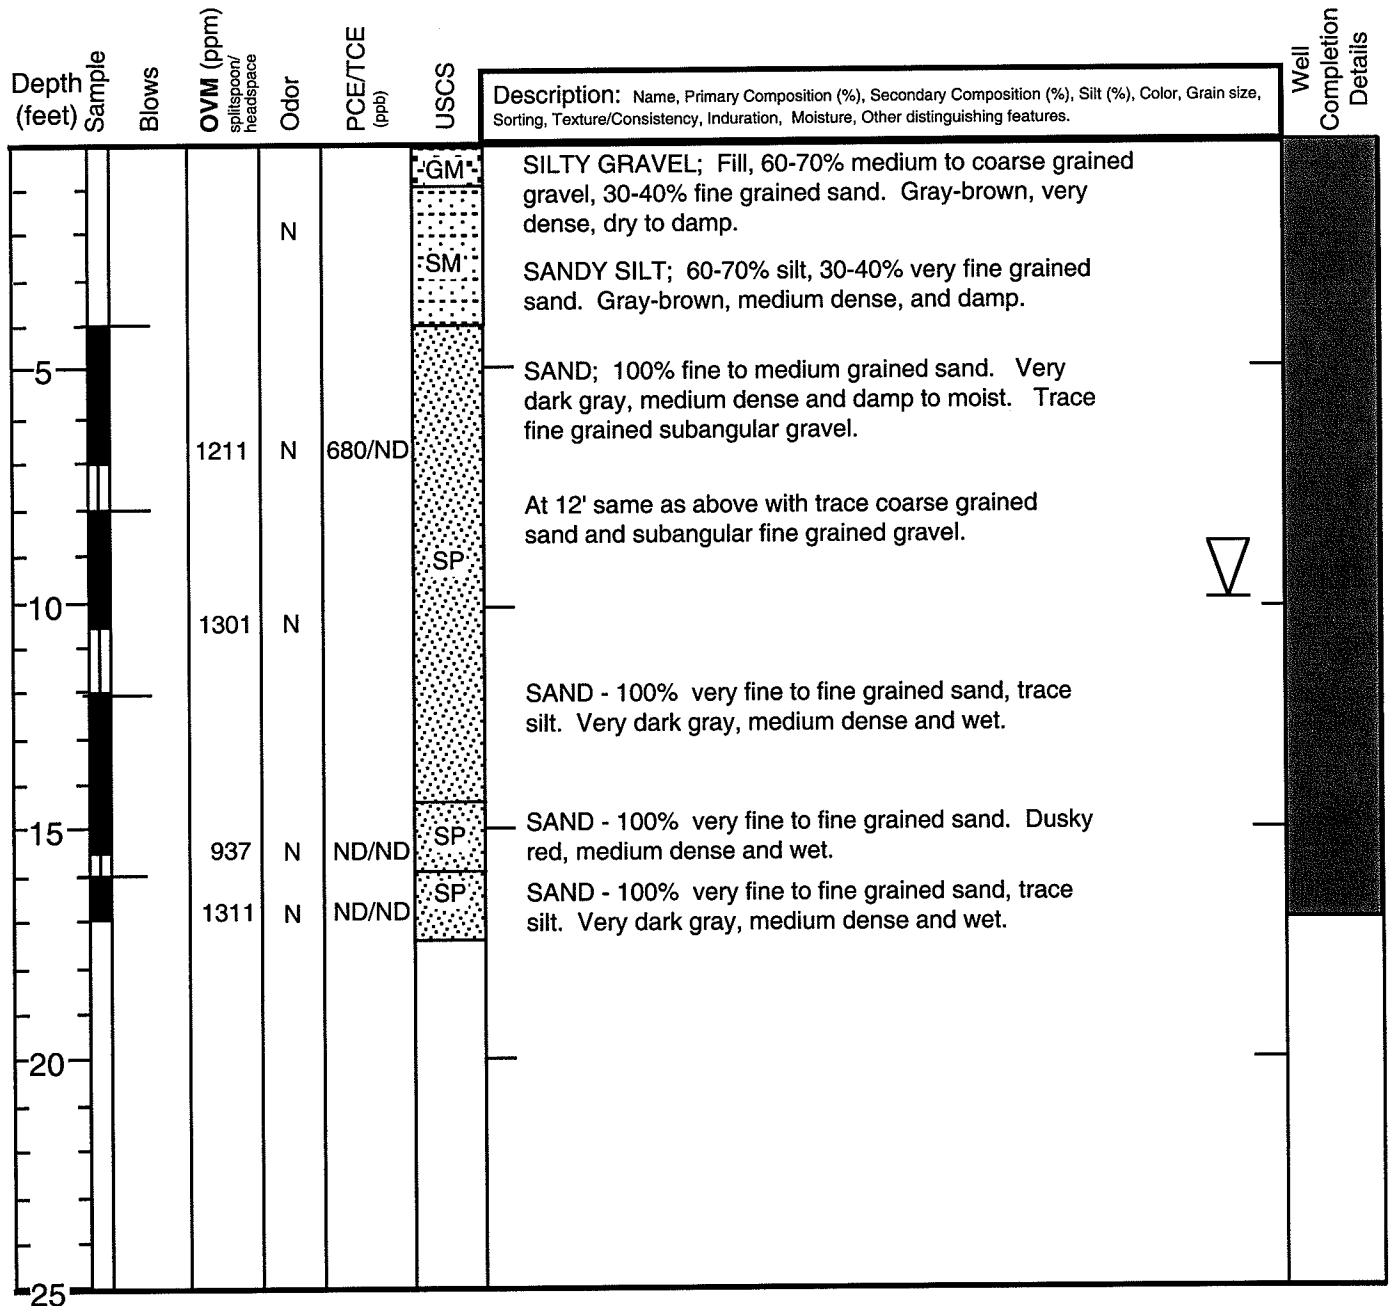 Depth
(feet)
Sample
Blows
OVM (ppm)
splitspoon/
headspace
Odor
PCE/TCE
(ppb)
USCS
Description: Name, Primary Composition (%), Secondary Composition (%), Silt (%), Color, Grain size,
Sorting, Texture/Consistency, Induration, Moisture, Other distinguishing features.
Well
Completion
Details
GM
SILTY GRAVEL; Fill, 60-70% medium to coarse grained
gravel, 30-40% fine grained sand. Gray-brown, very
dense, dry to damp.
N
SM
SANDY SILT; 60-70% silt, 30-40% very fine grained
sand. Gray-brown, medium dense, and damp.
5
SAND; 100% fine to medium grained sand. Very
dark gray, medium dense and damp to moist. Trace
fine grained subangular gravel.
1211 N 680/ND
At 12' same as above with trace coarse grained
sand and subangular fine grained gravel.
SP
10
1301 N
SAND - 100% very fine to fine grained sand, trace
silt. Very dark gray, medium dense and wet.
15
SP
SAND - 100% very fine to fine grained sand. Dusky
red, medium dense and wet.
937 N ND/ND
SP
SAND - 100% very fine to fine grained sand, trace
silt. Very dark gray, medium dense and wet.
1311 N ND/ND
20
25